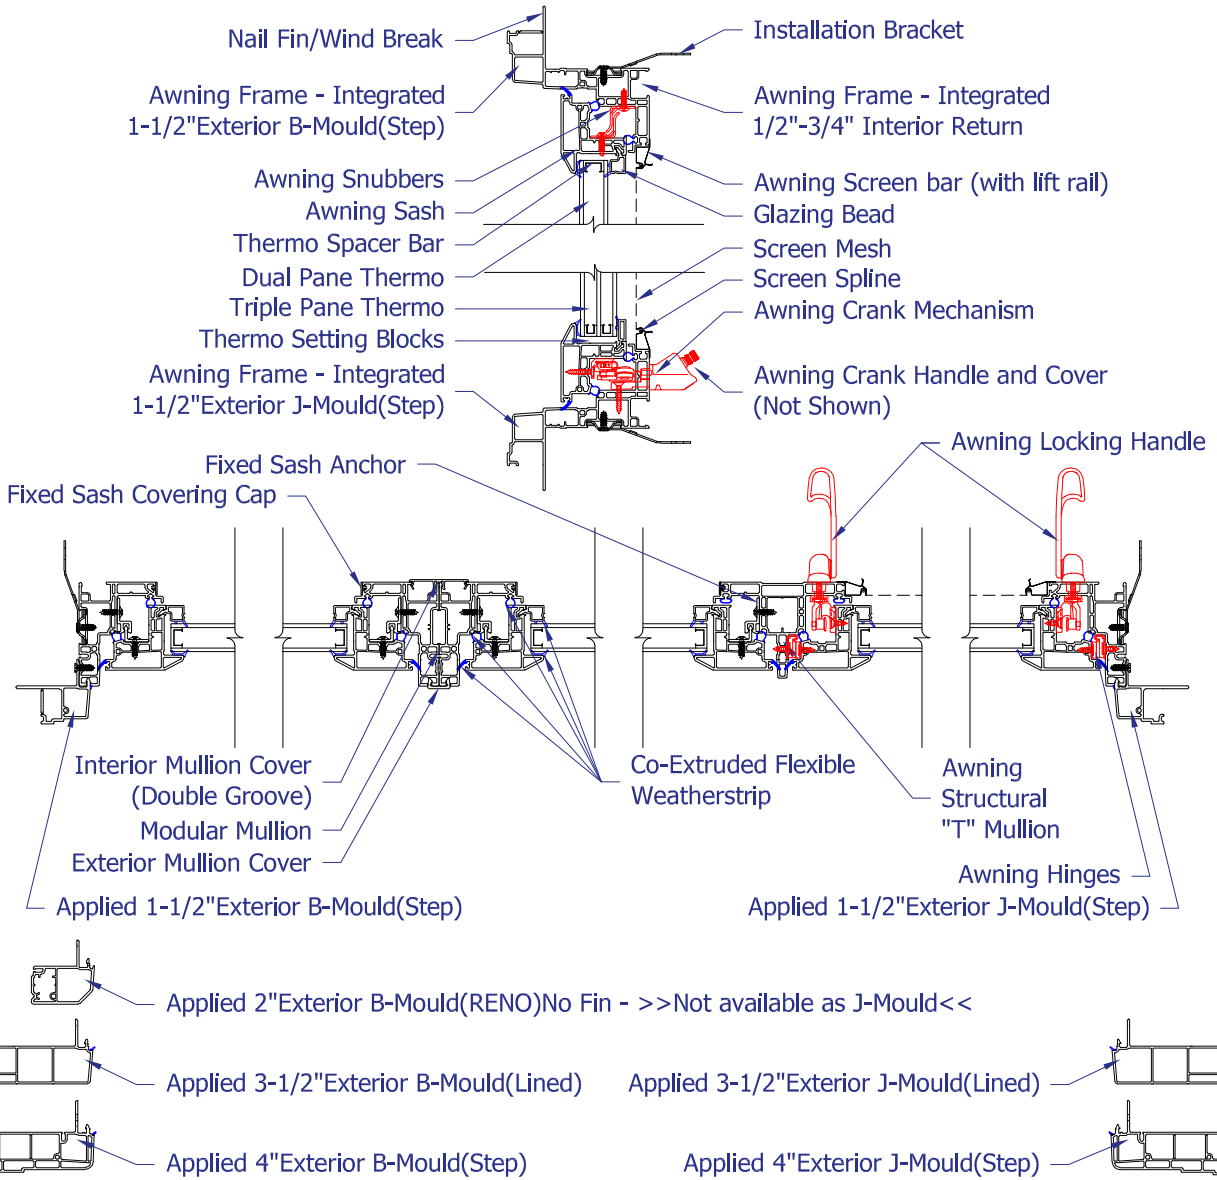 Nail Fin/Wind Break
Installation Bracket
Awning Frame - Integrated
1-1/2"Exterior B-Mould(Step)
Awning Frame - Integrated
1/2"-3/4" Interior Return
Awning Snubbers
Awning Screen bar (with lift rail)
Awning Sash
Glazing Bead
Thermo Spacer Bar
Screen Mesh
Dual Pane Thermo
Screen Spline
Triple Pane Thermo
Awning Crank Mechanism
Thermo Setting Blocks
Awning Frame - Integrated
1-1/2"Exterior J-Mould(Step)
Awning Crank Handle and Cover
(Not Shown)
Awning Locking Handle
Fixed Sash Anchor
Fixed Sash Covering Cap
Interior Mullion Cover
(Double Groove)
Modular Mullion
Exterior Mullion Cover
Co-Extruded Flexible
Weatherstrip
Awning
Structural
"T" Mullion
Awning Hinges
Applied 1-1/2"Exterior B-Mould(Step)
Applied 1-1/2"Exterior J-Mould(Step)
Applied 2"Exterior B-Mould(RENO)No Fin - >>Not available as J-Mould<<
Applied 3-1/2"Exterior B-Mould(Lined)
Applied 3-1/2"Exterior J-Mould(Lined)
Applied 4"Exterior B-Mould(Step)
Applied 4"Exterior J-Mould(Step)